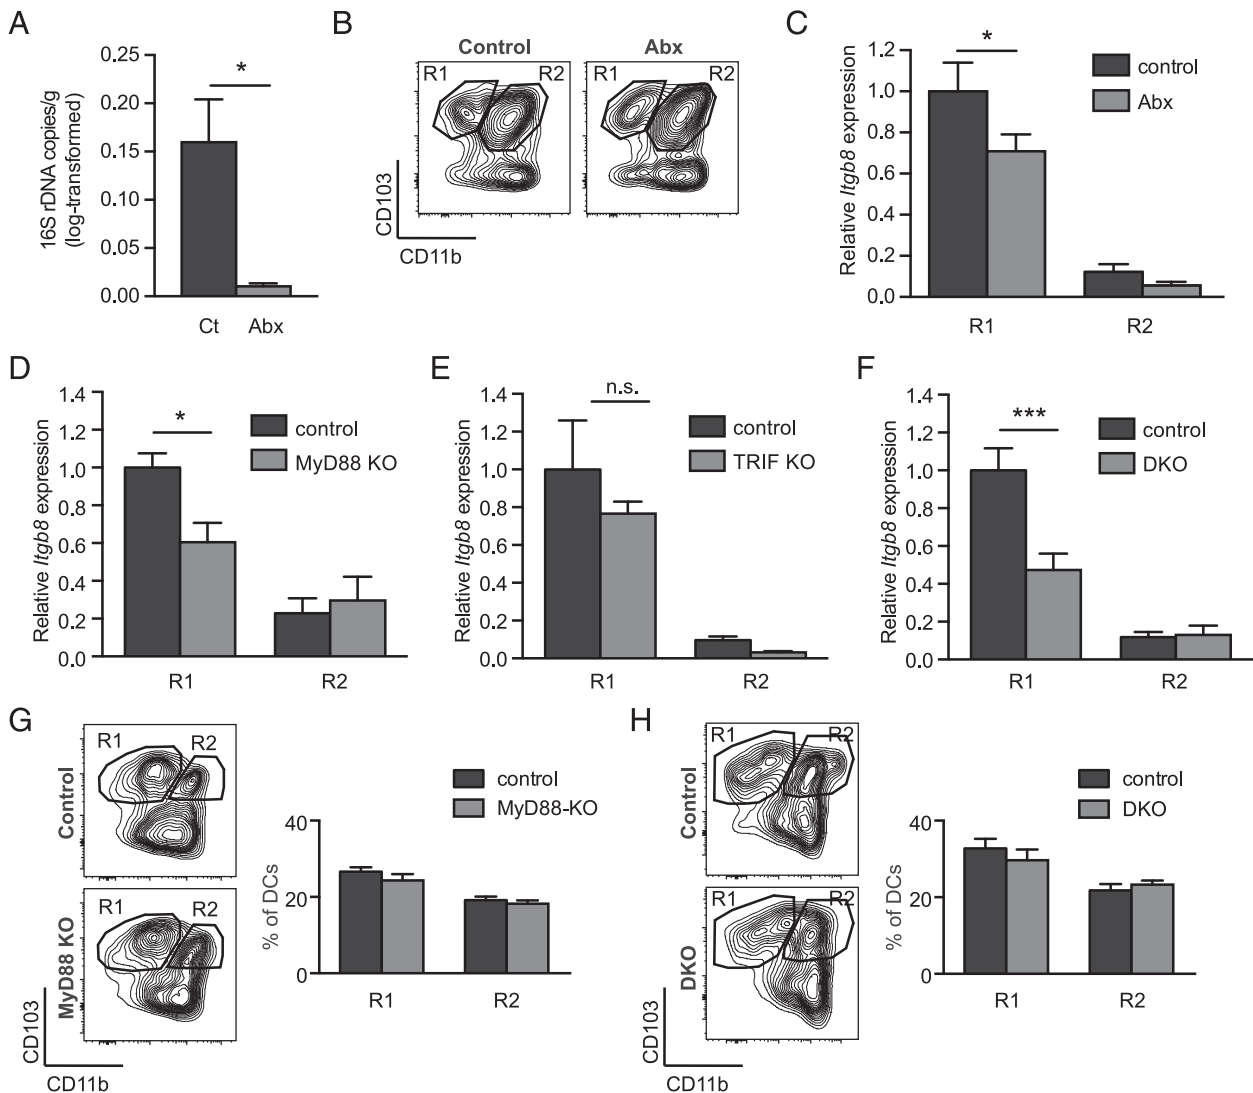 A
16S rDNA copies/g
(log-transformed)
0.25
0.20
0.15
0.10
0.05
0.00
*
Ct Abx
B
Control Abx
R1 R2 R1 R2
CD103
CD11b
C
Relative Itgb8 expression
1.2
1.0
0.8
0.6
0.4
0.2
0.0
*
control
Abx
R1 R2
D
Relative Itgb8 expression
1.4
1.2
1.0
0.8
0.6
0.4
0.2
0.0
*
control
MyD88 KO
R1 R2
E
Relative Itgb8 expression
1.4
1.2
1.0
0.8
0.6
0.4
0.2
0.0
n.s.
control
TRIF KO
R1 R2
F
Relative Itgb8 expression
1.4
1.2
1.0
0.8
0.6
0.4
0.2
0.0
***
control
DKO
R1 R2
G
Control
R1 R2
MyD88 KO
R1 R2
CD103
CD11b
control
MyD88-KO
% of DCs
40
20
0
R1 R2
H
Control
R1 R2
DKO
R1 R2
CD103
CD11b
control
DKO
% of DCs
40
20
0
R1 R2